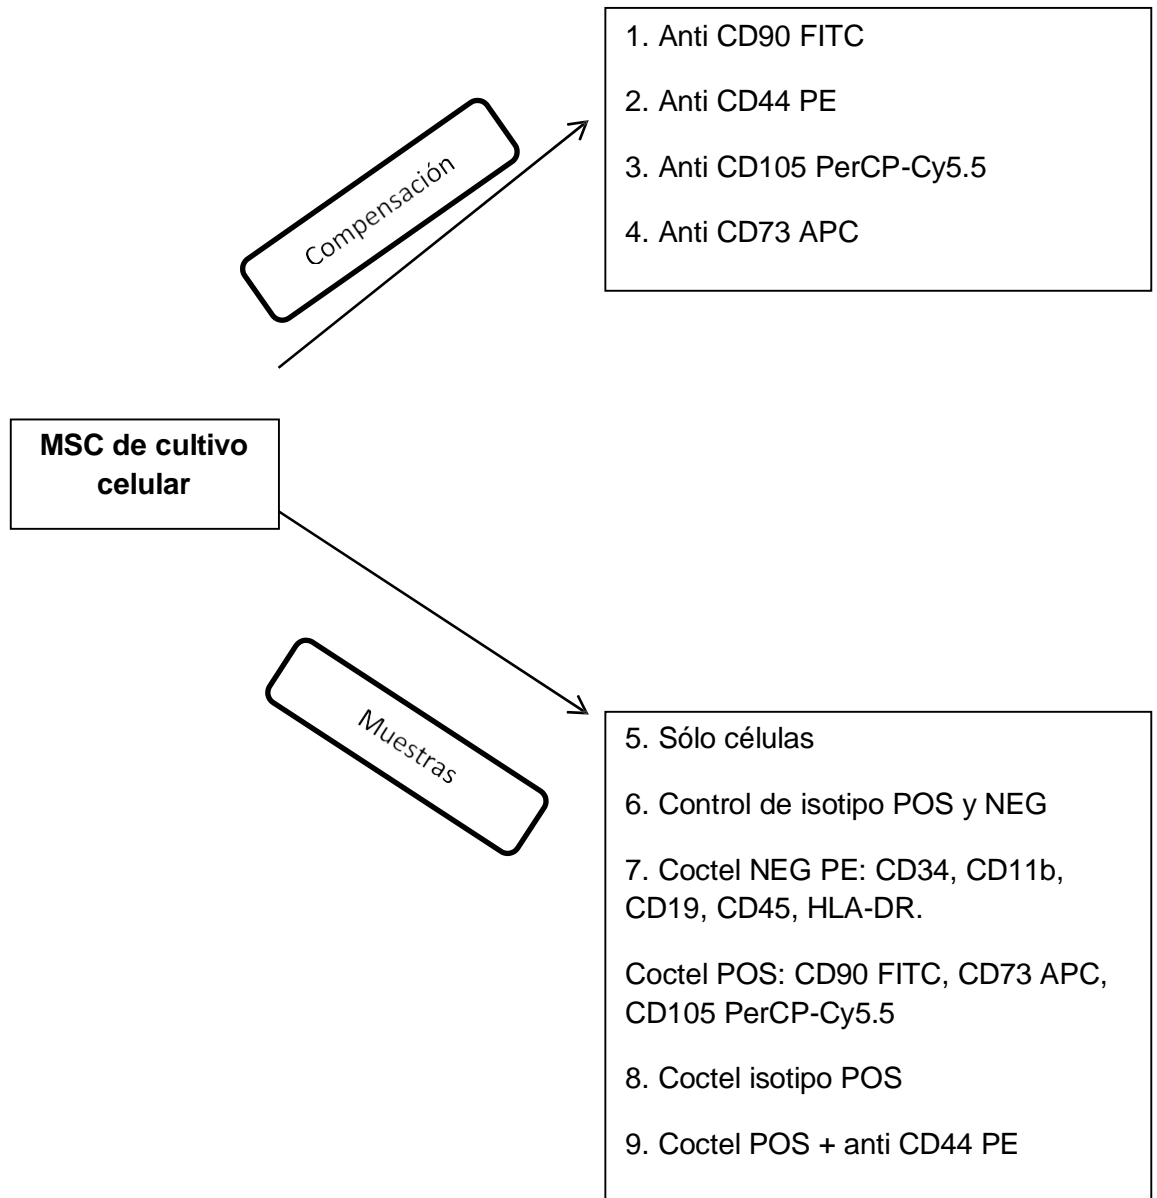 1. Anti CD90 FITC
2. Anti CD44 PE
3. Anti CD105 PerCP-Cy5.5
4. Anti CD73 APC
Compensación
MSC de cultivo
celular
Muestras
5. Sólo células
6. Control de isotipo POS y NEG
7. Coctel NEG PE: CD34, CD11b,
CD19, CD45, HLA-DR.
Coctel POS: CD90 FITC, CD73 APC,
CD105 PerCP-Cy5.5
8. Coctel isotipo POS
9. Coctel POS + anti CD44 PE